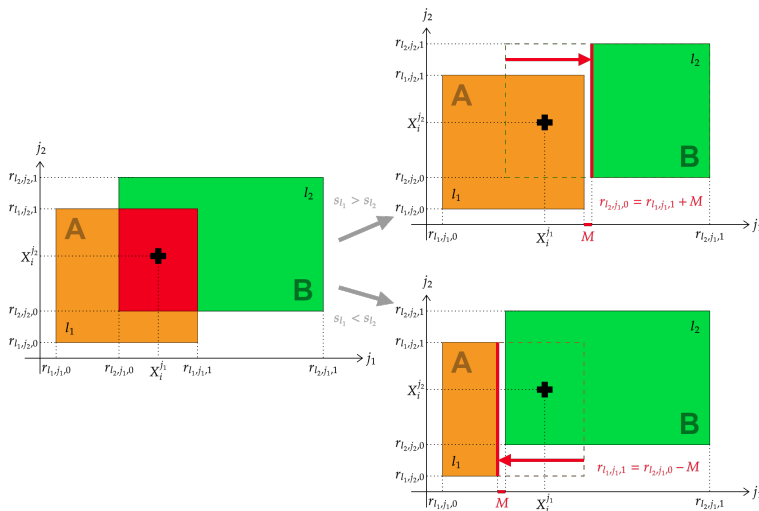 j₂
r_{l₂,j₂,1}
r_{l₁,j₂,1}
X_i^{j₂}
r_{l₂,j₂,0}
r_{l₁,j₂,0}
A
B
l₁
l₂
r_{l₁,j₁,0}
r_{l₂,j₁,0}
X_i^{j₁}
r_{l₁,j₁,1}
r_{l₂,j₁,1}
j₁
s_{l₁} > s_{l₂}
s_{l₁} < s_{l₂}
j₂
r_{l₂,j₂,1}
r_{l₁,j₂,1}
X_i^{j₂}
r_{l₂,j₂,0}
r_{l₁,j₂,0}
A
B
l₁
l₂
r_{l₂,j₁,0} = r_{l₁,j₁,1} + M
r_{l₁,j₁,0}
X_i^{j₁}
M
r_{l₂,j₁,1}
j₂
r_{l₂,j₂,1}
r_{l₁,j₂,1}
X_i^{j₂}
r_{l₂,j₂,0}
r_{l₁,j₂,0}
A
B
l₁
l₂
r_{l₁,j₁,1} = r_{l₂,j₁,0} − M
r_{l₁,j₁,0}
M
X_i^{j₁}
r_{l₂,j₁,1}